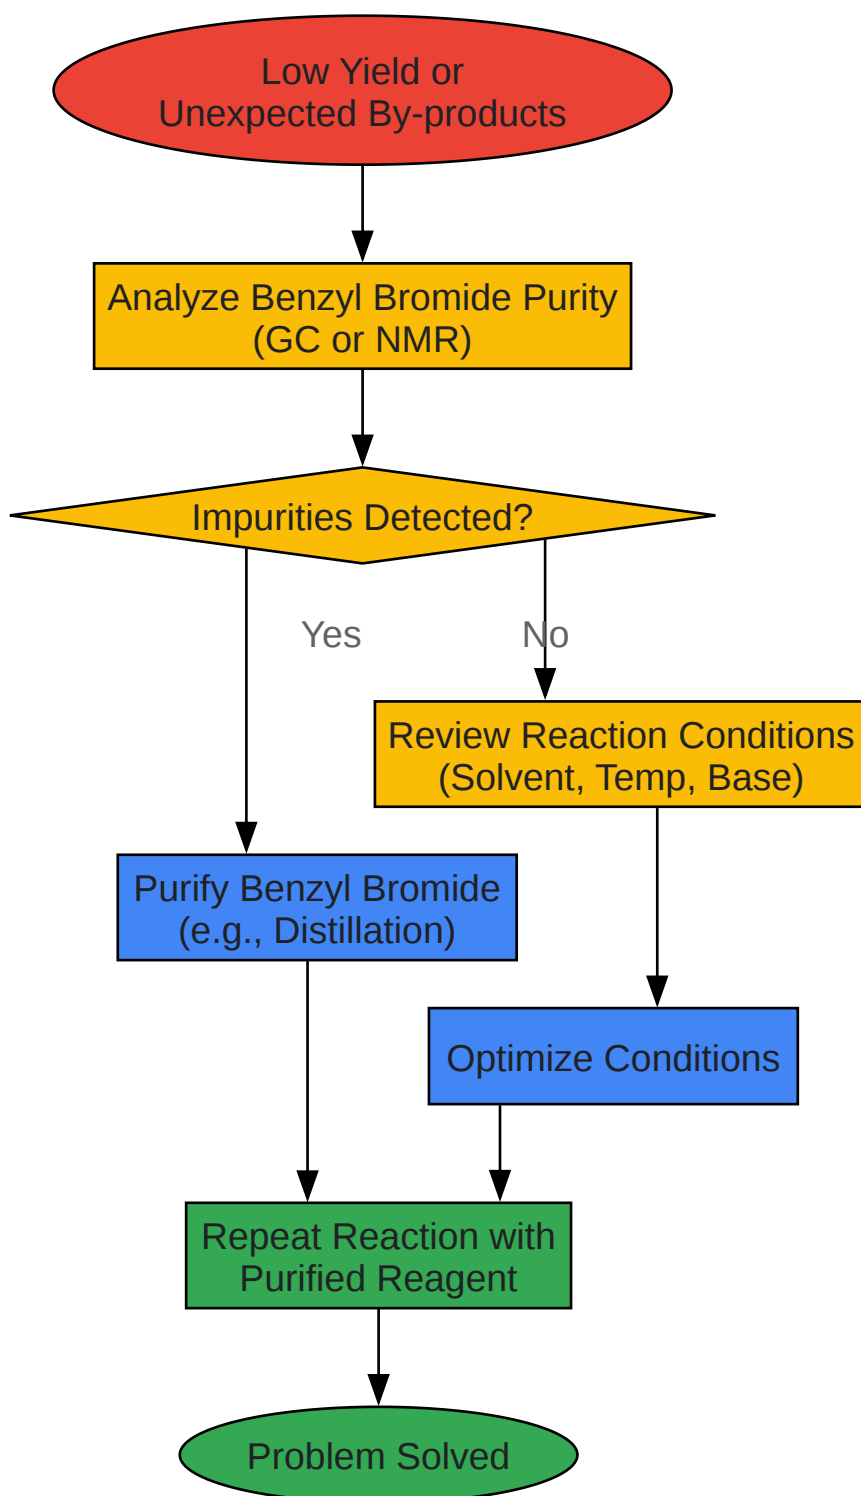 Low Yield or
Unexpected By-products
Analyze Benzyl Bromide Purity
(GC or NMR)
Impurities Detected?
Yes
No
Review Reaction Conditions
(Solvent, Temp, Base)
Purify Benzyl Bromide
(e.g., Distillation)
Optimize Conditions
Repeat Reaction with
Purified Reagent
Problem Solved